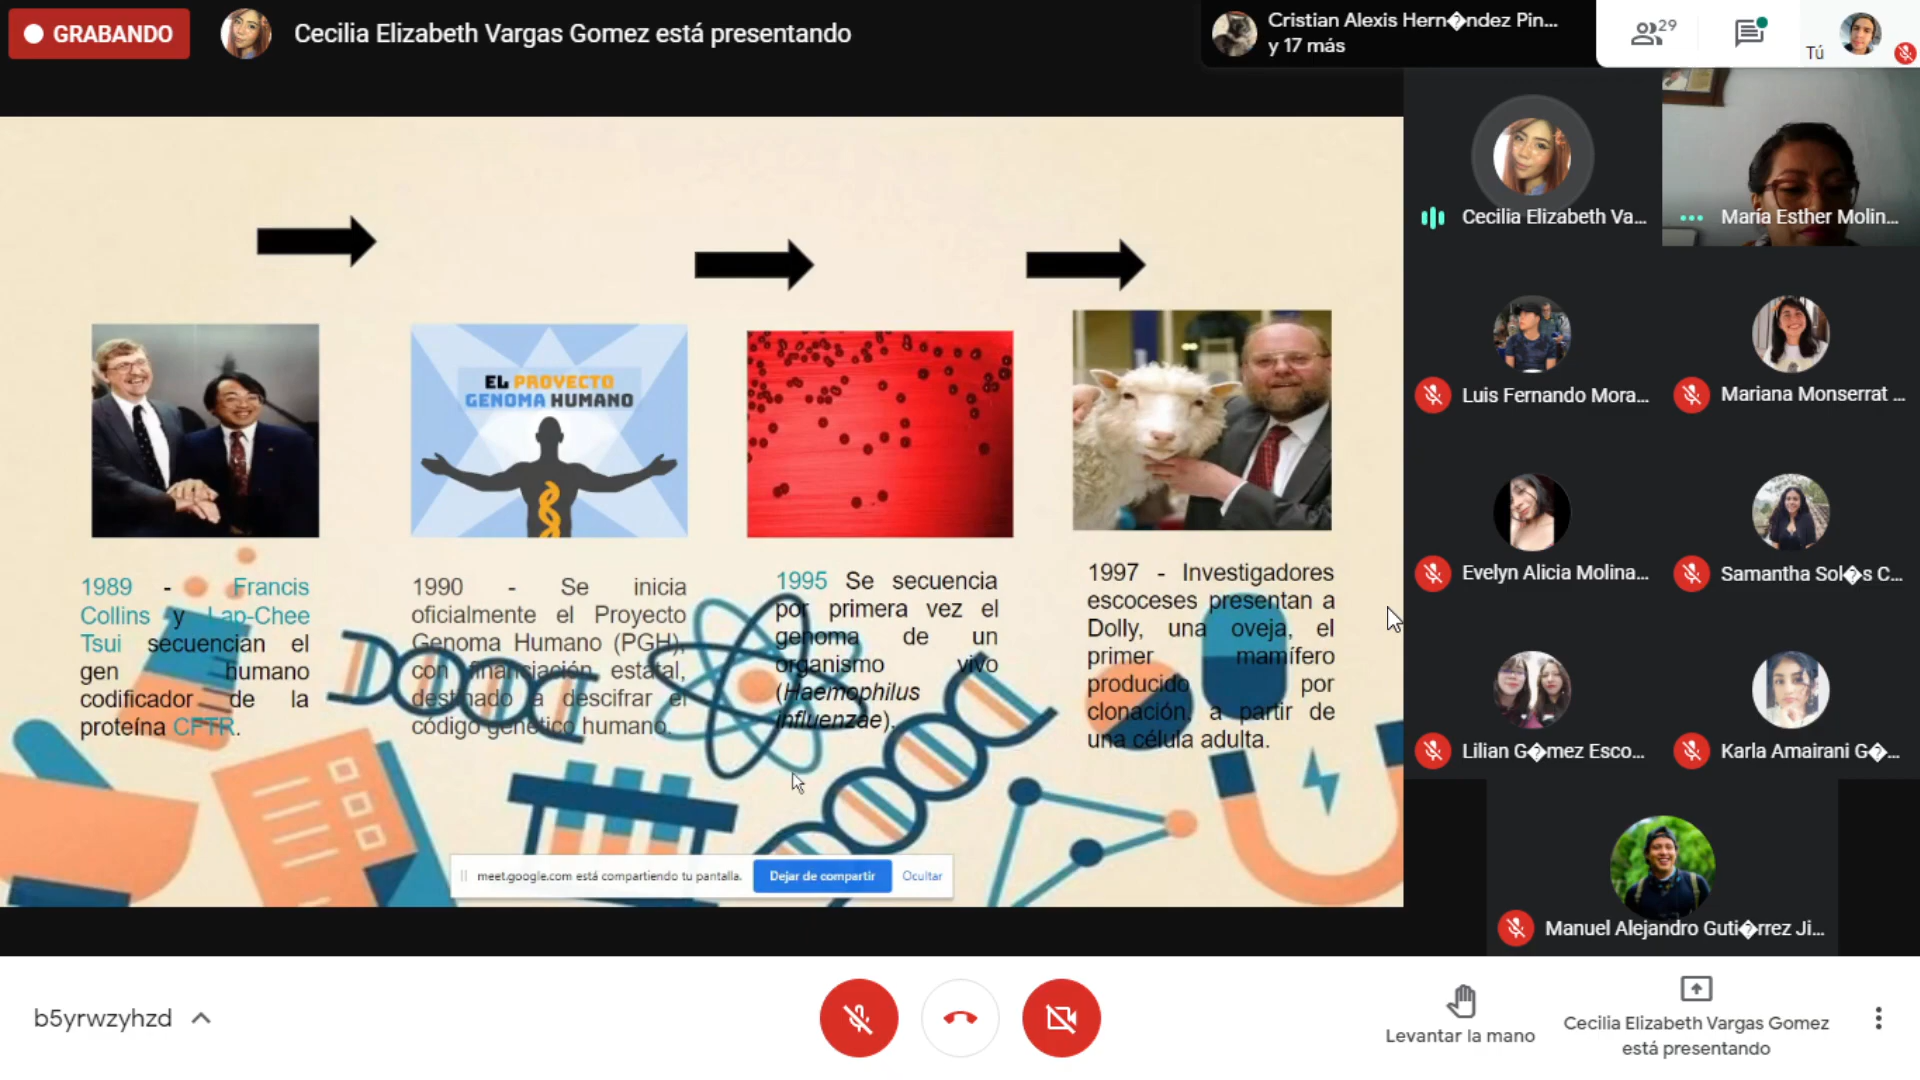 GRABANDO
Cecilia Elizabeth Vargas Gomez está presentando
Cristian Alexis Hern�ndez Pin...
y 17 más
29
Tú
Cecilia Elizabeth Va...
María Esther Molin...
Luis Fernando Mora...
Mariana Monserrat ...
Evelyn Alicia Molina...
Samantha Sol�s C...
Lilian G�mez Esco...
Karla Amairani G�...
Manuel Alejandro Guti�rrez Ji...
EL PROYECTO
GENOMA HUMANO
1989 - Francis
Collins y Lap-Chee
Tsui secuencian el
gen humano
codificador de la
proteína CFTR.
1990 - Se inicia
oficialmente el Proyecto
Genoma Humano (PGH),
con financiación estatal,
destinado a descifrar el
código genético humano.
1995 Se secuencia
por primera vez el
genoma de un
organismo vivo
(Haemophilus
influenzae).
1997 - Investigadores
escoceses presentan a
Dolly, una oveja, el
primer mamífero
producido por
clonación, a partir de
una célula adulta.
meet.google.com está compartiendo tu pantalla.
Dejar de compartir
Ocultar
b5yrwzyhzd
Levantar la mano
Cecilia Elizabeth Vargas Gomez
está presentando